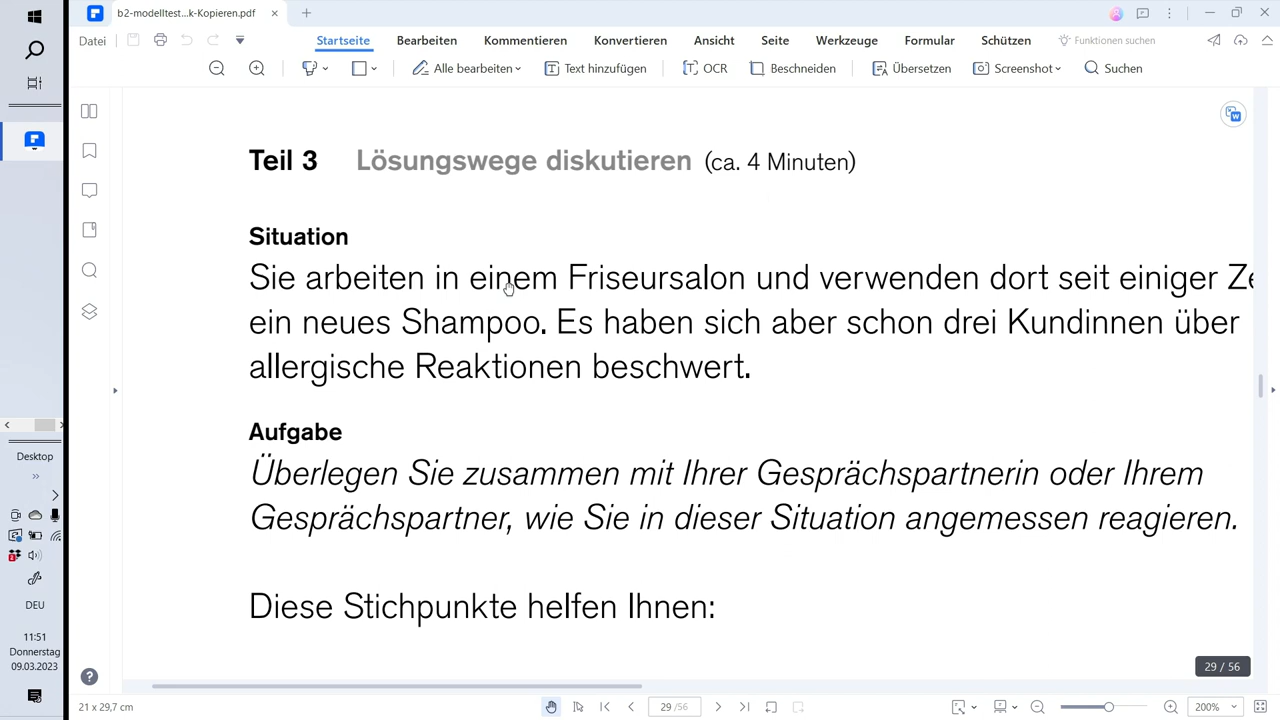 b2-modelltest...k-Kopieren.pdf
Datei
Startseite Bearbeiten Kommentieren Konvertieren Ansicht Seite Werkzeuge Formular Schützen Funktionen suchen
Alle bearbeiten Text hinzufügen OCR Beschneiden Übersetzen Screenshot Suchen
Teil 3 Lösungswege diskutieren (ca. 4 Minuten)
Situation
Sie arbeiten in einem Friseursalon und verwenden dort seit einiger Ze
ein neues Shampoo. Es haben sich aber schon drei Kundinnen über
allergische Reaktionen beschwert.
Aufgabe
Überlegen Sie zusammen mit Ihrer Gesprächspartnerin oder Ihrem
Gesprächspartner, wie Sie in dieser Situation angemessen reagieren.
Diese Stichpunkte helfen Ihnen:
29 / 56
21 x 29,7 cm
29 /56
200%
Desktop
DEU
11:51
Donnerstag
09.03.2023